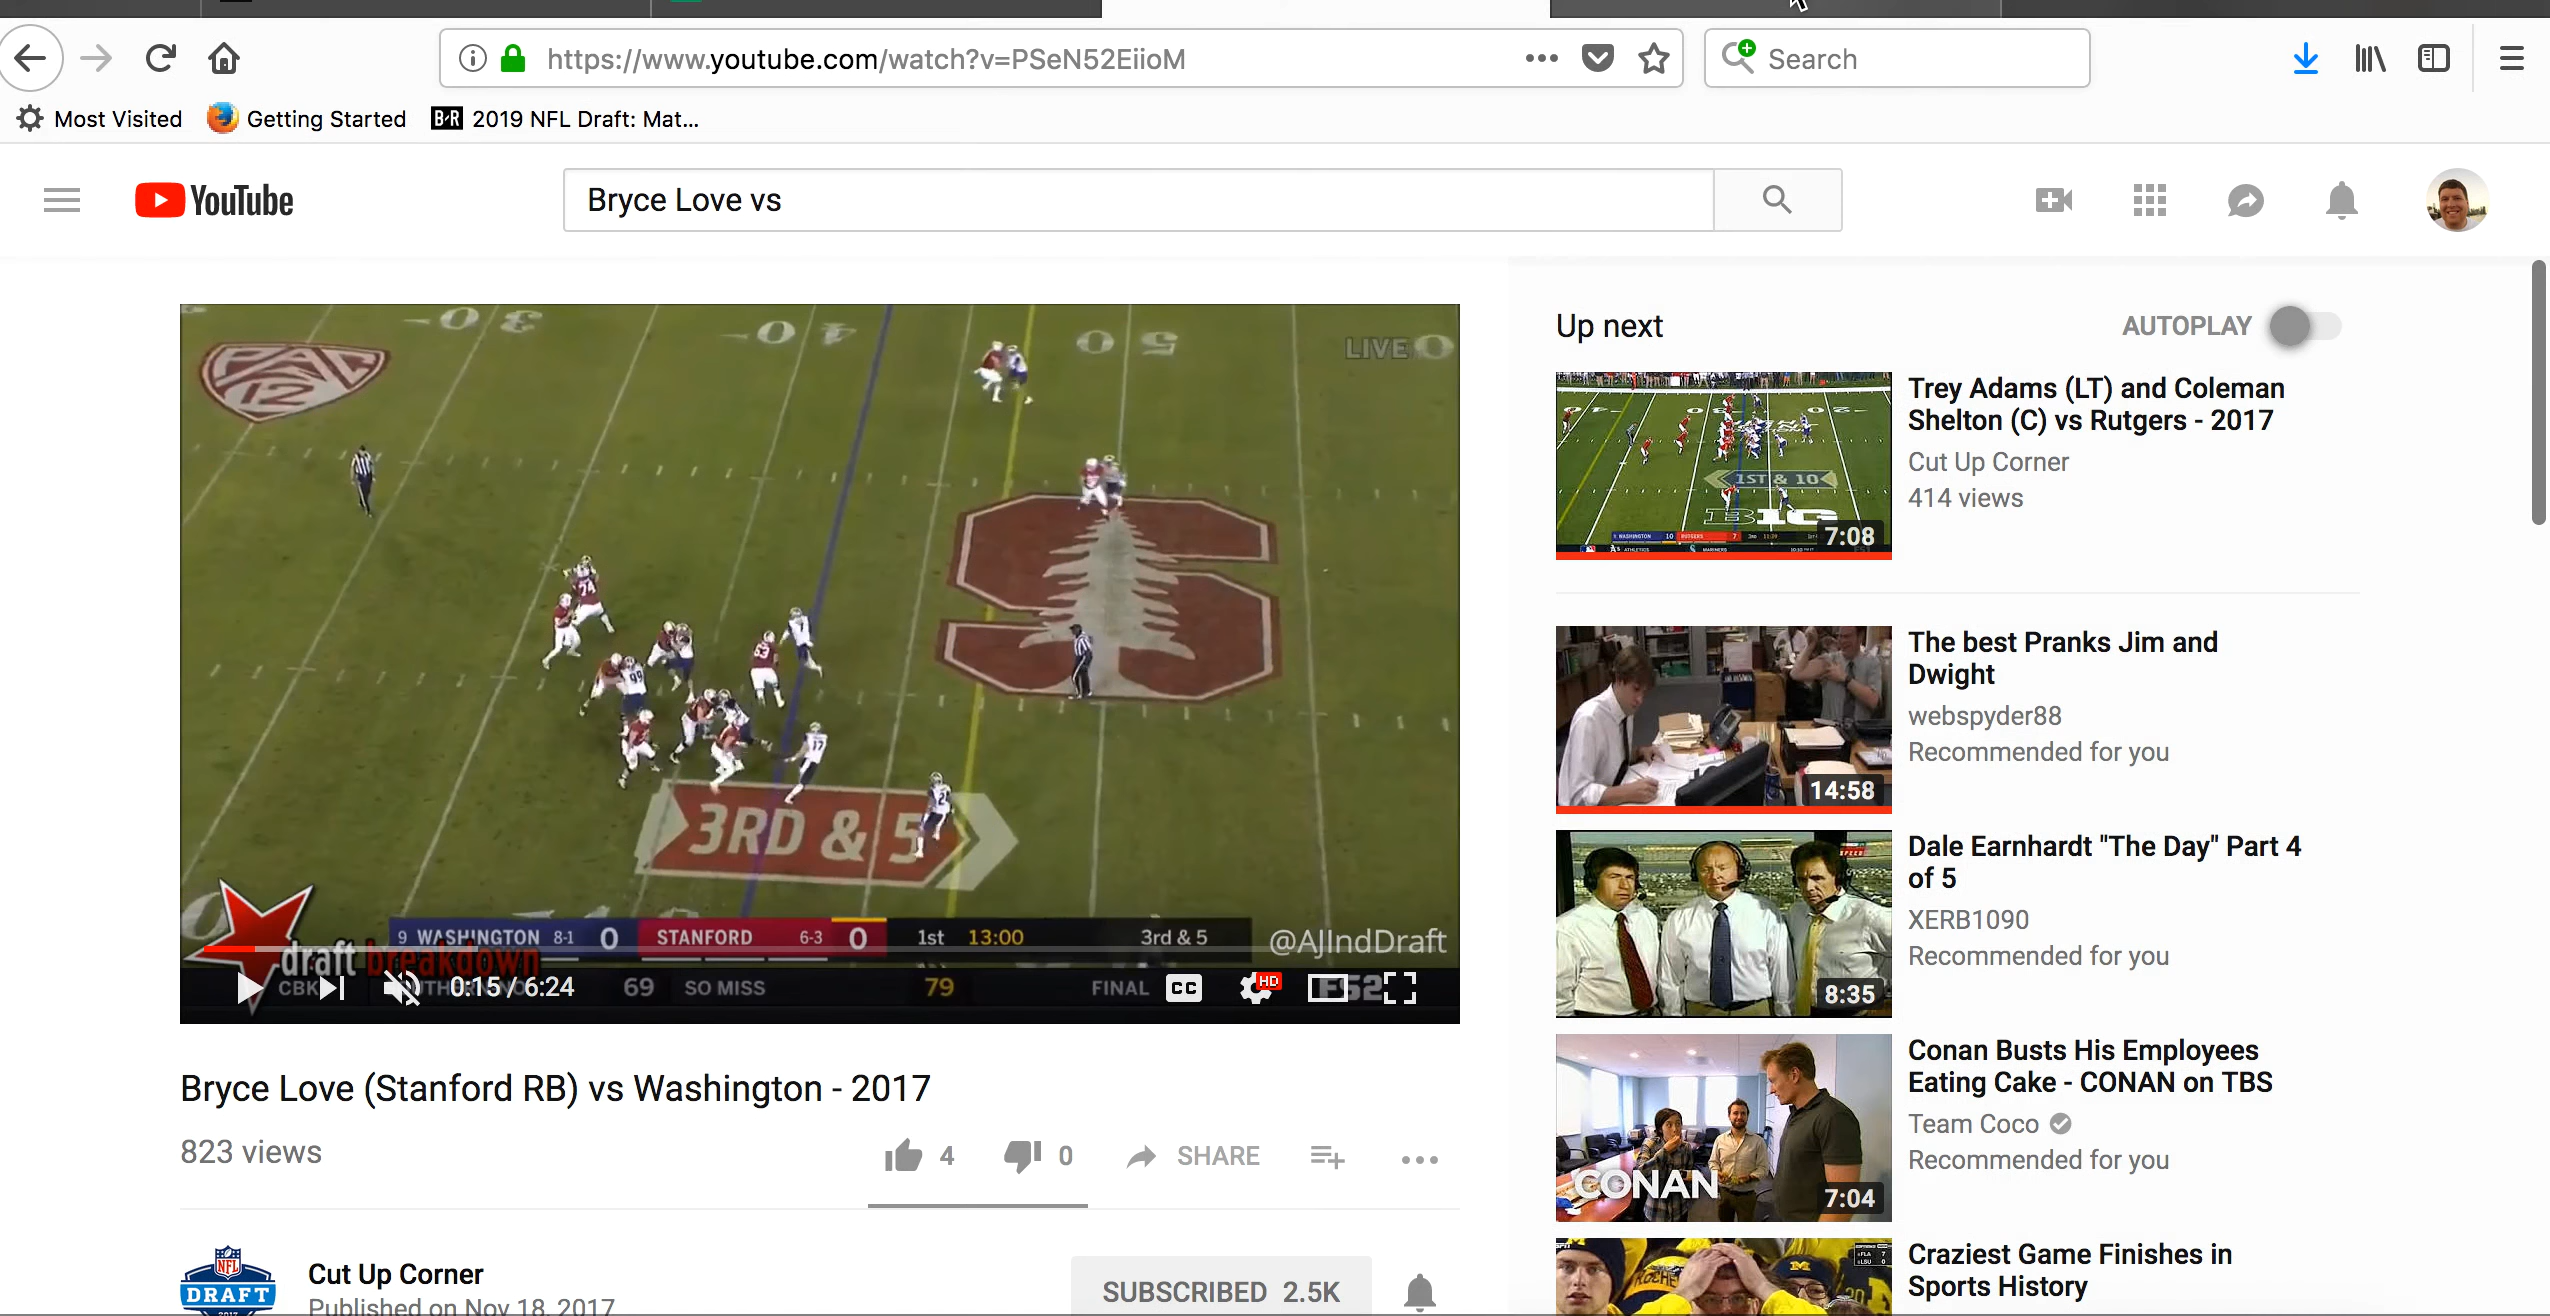 https://www.youtube.com/watch?v=PSeN52EiioM
Search
Most Visited
Getting Started
B/R
2019 NFL Draft: Mat...
YouTube
Bryce Love vs
PAC
12
LIVE
3RD & 5
9 WASHINGTON 8-1 0 STANFORD 6-3 0 1st 13:00 3rd & 5
@AJIndDraft
draft breakdown
0:15 / 6:24
69 SO MISS 79 FINAL
CC
HD
FS2
Bryce Love (Stanford RB) vs Washington - 2017
823 views
4
0
SHARE
NFL
DRAFT
Cut Up Corner
Published on Nov 18, 2017
SUBSCRIBED 2.5K
Up next
AUTOPLAY
1ST & 10
BIG
7:08
Trey Adams (LT) and Coleman
Shelton (C) vs Rutgers - 2017
Cut Up Corner
414 views
14:58
The best Pranks Jim and
Dwight
webspyder88
Recommended for you
8:35
Dale Earnhardt "The Day" Part 4
of 5
XERB1090
Recommended for you
CONAN
7:04
Conan Busts His Employees
Eating Cake - CONAN on TBS
Team Coco
Recommended for you
Craziest Game Finishes in
Sports History